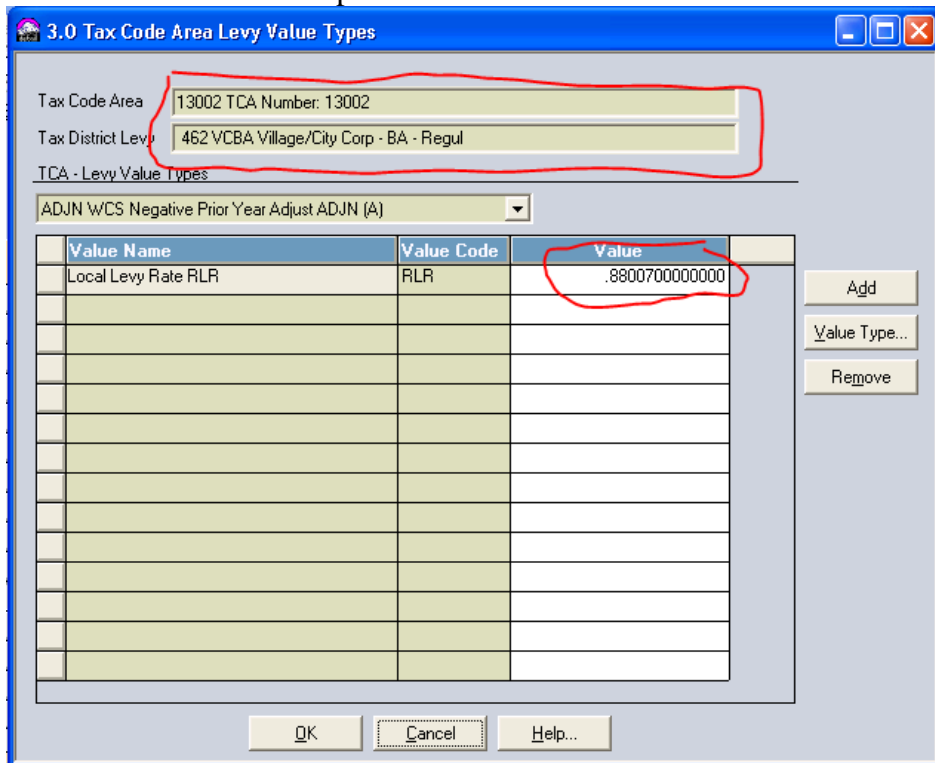 3.0 Tax Code Area Levy Value Types
Tax Code Area 13002 TCA Number: 13002
Tax District Levy 462 VCBA Village/City Corp - BA - Regul
TCA - Levy Value Types
ADJN WCS Negative Prior Year Adjust ADJN (A)
Value Name Value Code Value
Local Levy Rate RLR RLR .8800700000000
Add
Value Type...
Remove
OK Cancel Help...